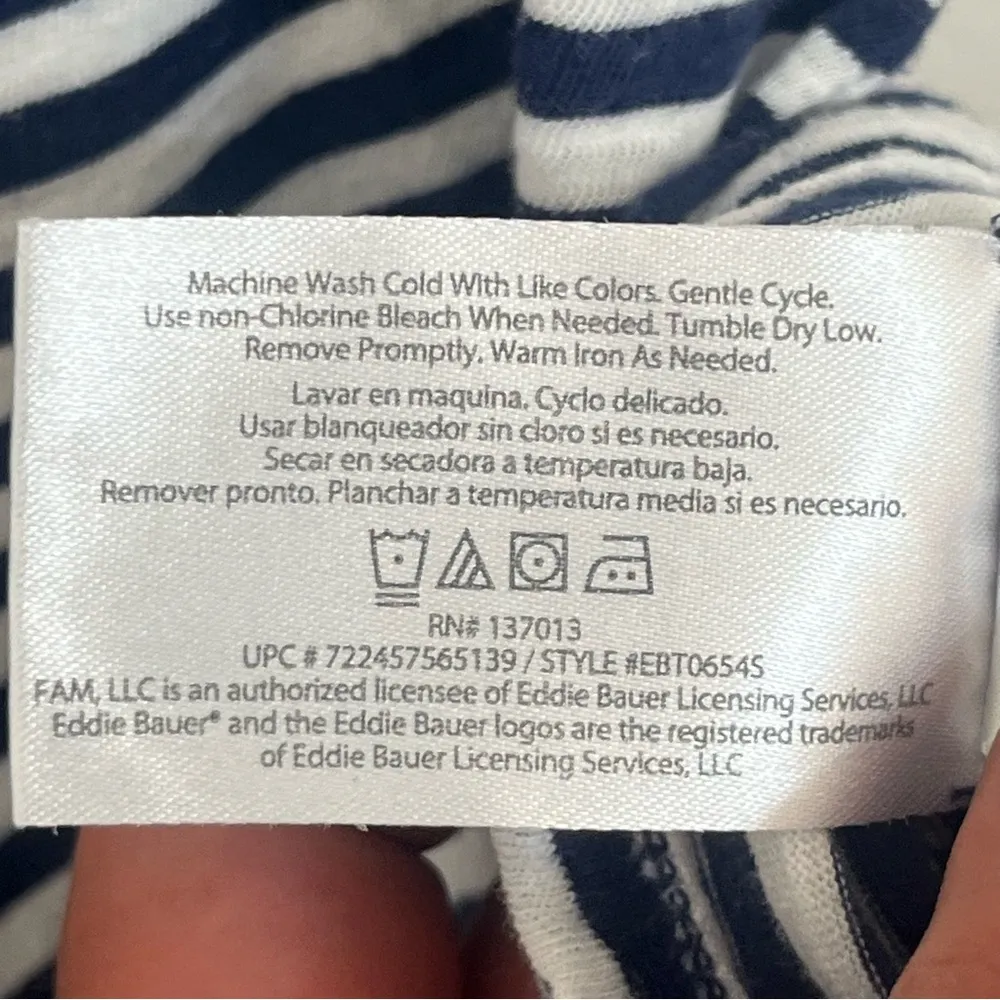 Machine Wash Cold With Like Colors. Gentle Cycle.
Use non-Chlorine Bleach When Needed. Tumble Dry Low.
Remove Promptly. Warm Iron As Needed.
Lavar en maquina. Cyclo delicado.
Usar blanqueador sin cloro si es necesario.
Secar en secadora a temperatura baja.
Remover pronto. Planchar a temperatura media si es necesario.
RN# 137013
UPC # 722457565139 / STYLE #EBT0654S
FAM, LLC is an authorized licensee of Eddie Bauer Licensing Services, LLC
Eddie Bauer® and the Eddie Bauer logos are the registered trademarks
of Eddie Bauer Licensing Services, LLC